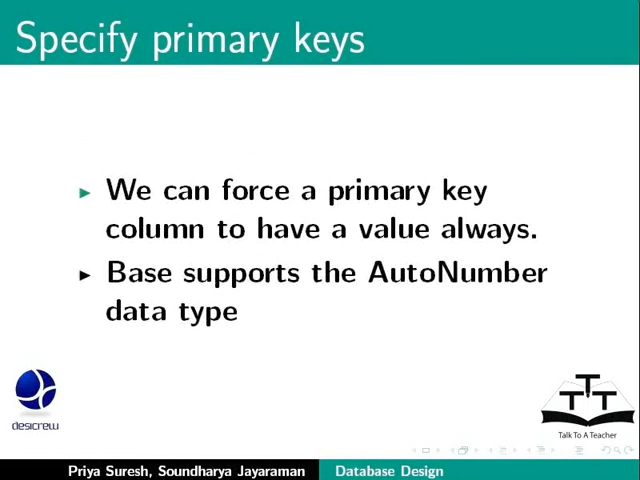 Specify primary keys
We can force a primary key
column to have a value always.
Base supports the AutoNumber
data type
desicrew
T T T
Talk To A Teacher
Priya Suresh, Soundharya Jayaraman Database Design